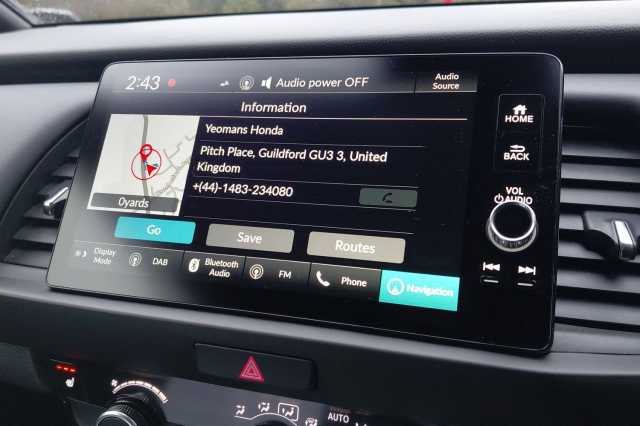 2:43
Audio power OFF
Audio
Source
Information
Yeomans Honda
Pitch Place, Guildford GU3 3, United
Kingdom
+(44)-1483-234080
0yards
Go
Save
Routes
Display
Mode
DAB
Bluetooth
Audio
FM
Phone
Navigation
HOME
BACK
VOL
AUDIO
AUTO